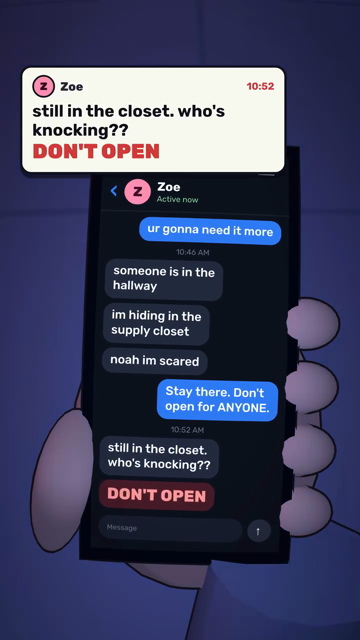 Z
Zoe
10:52
still in the closet. who's
knocking??
DON'T OPEN
Z
Zoe
Active now
ur gonna need it more
10:46 AM
someone is in the
hallway
im hiding in the
supply closet
noah im scared
Stay there. Don't
open for ANYONE.
10:52 AM
still in the closet.
who's knocking??
DON'T OPEN
Message